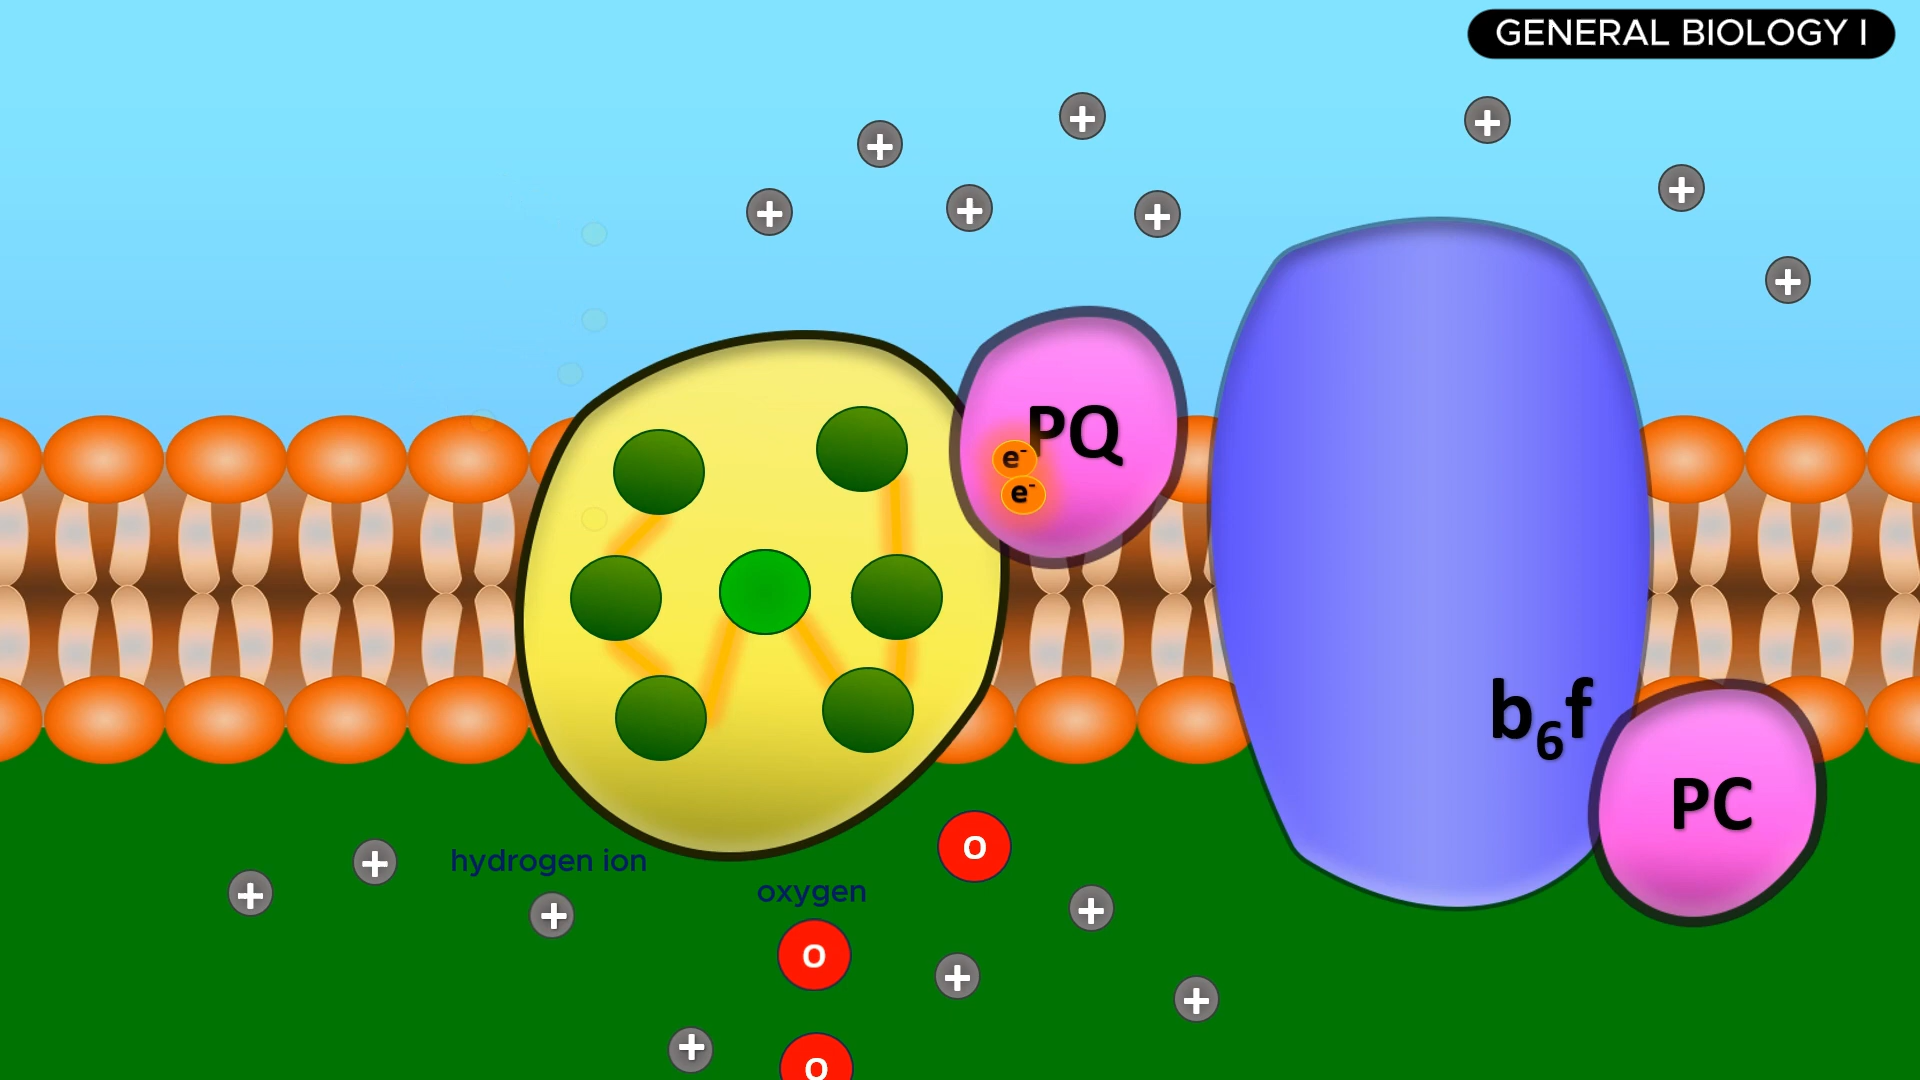 GENERAL BIOLOGY I
+
+
+
+
+
+
+
+
PQ
e⁻
e⁻
b₆f
PC
hydrogen ion
oxygen
O
O
O
+
+
+
+
+
+
+